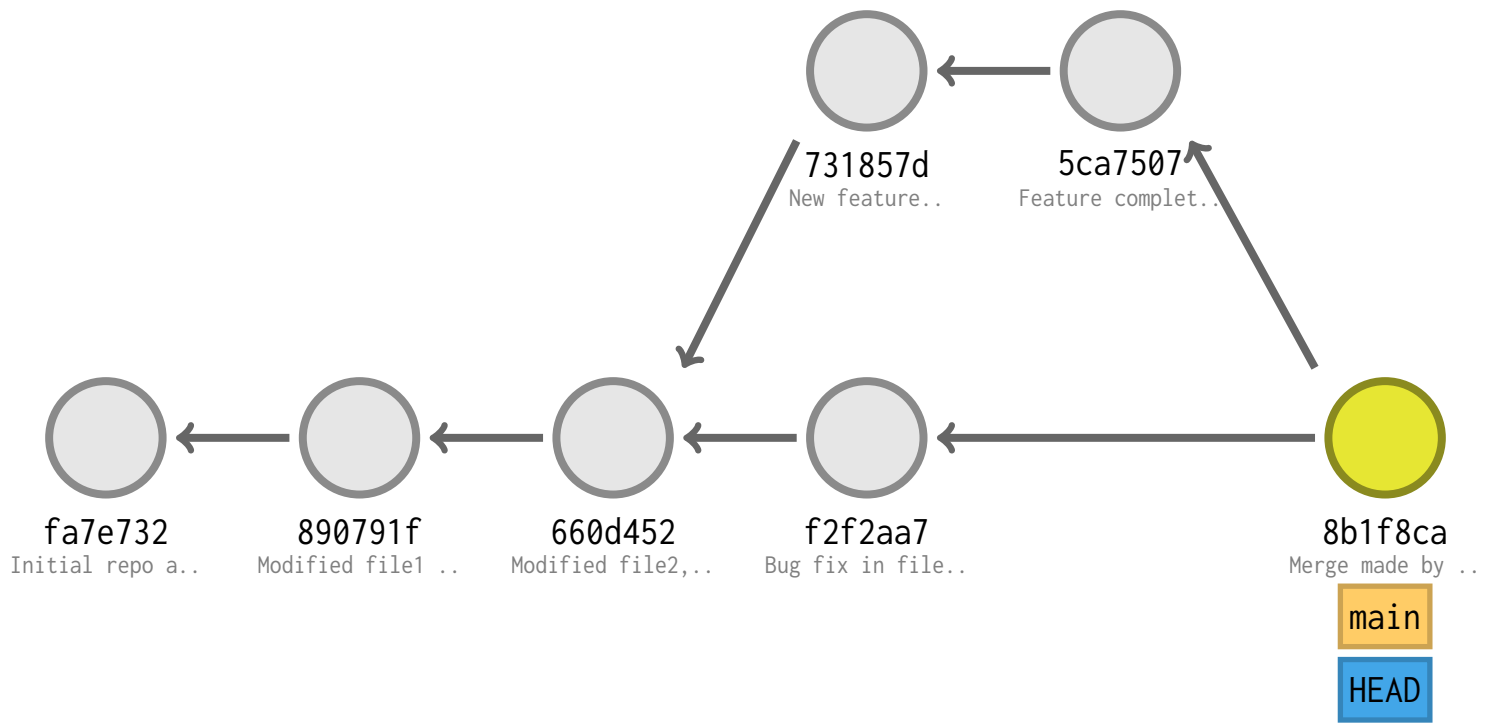 731857d
New feature..
5ca7507
Feature complet..
fa7e732
Initial repo a..
890791f
Modified file1 ..
660d452
Modified file2,..
f2f2aa7
Bug fix in file..
8b1f8ca
Merge made by ..
main
HEAD